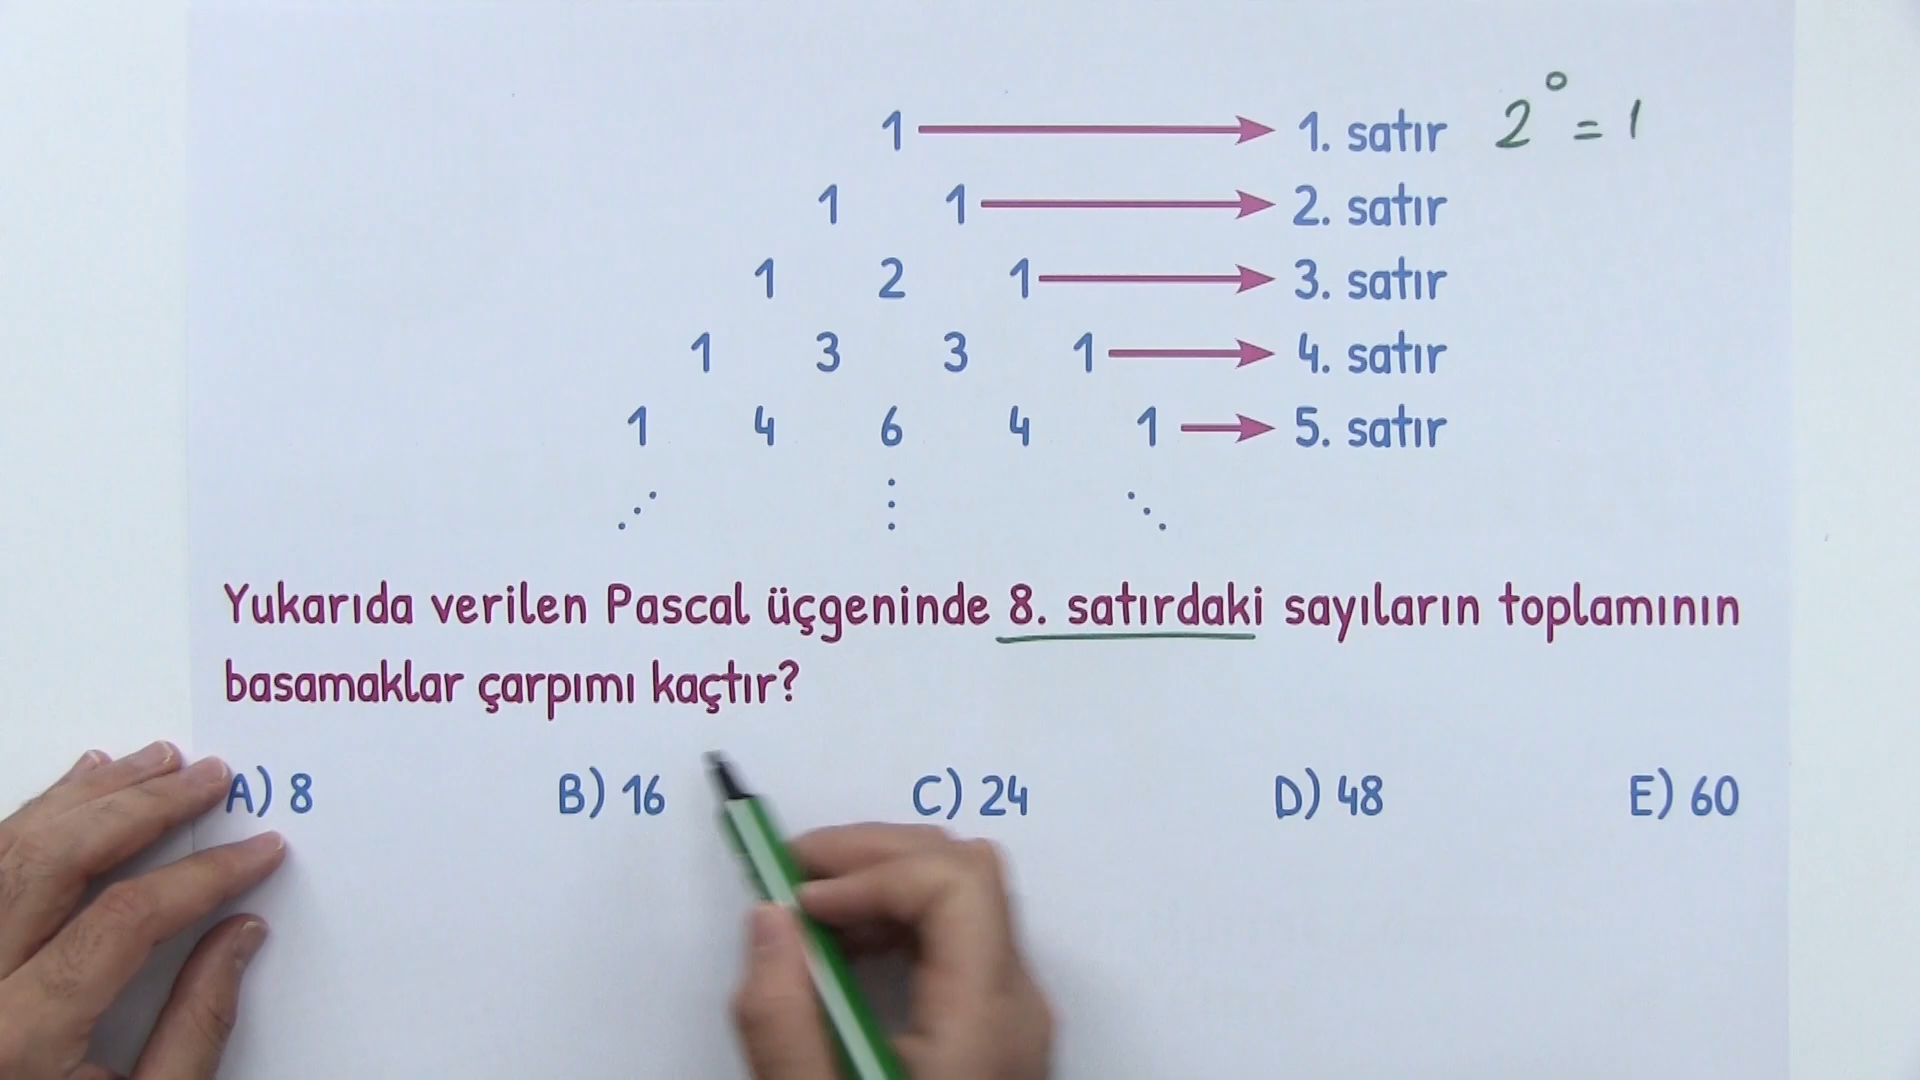 1 1. satır 2⁰ = 1
1 1 2. satır
1 2 1 3. satır
1 3 3 1 4. satır
1 4 6 4 1 5. satır
Yukarıda verilen Pascal üçgeninde 8. satırdaki sayıların toplamının
basamaklar çarpımı kaçtır?
A) 8 B) 16 C) 24 D) 48 E) 60